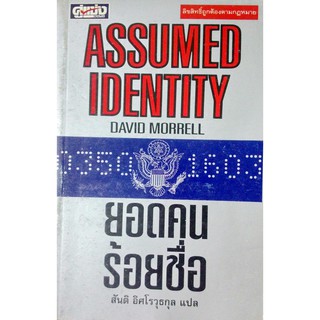 ลิขสิทธิ์ถูกต้องตามกฎหมาย
ASSUMED
IDENTITY
DAVID MORRELL
0350 1603
ยอดคน
ร้อยชื่อ
สันติ อิศโรวุธกุล แปล